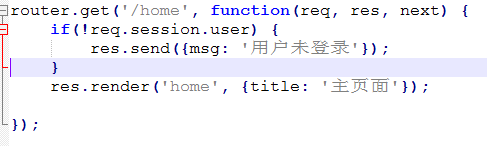 router.get('/home', function(req, res, next) {
    if(!req.session.user) {
        res.send({msg: '用户未登录'});
    }
    res.render('home', {title: '主页面'});

});